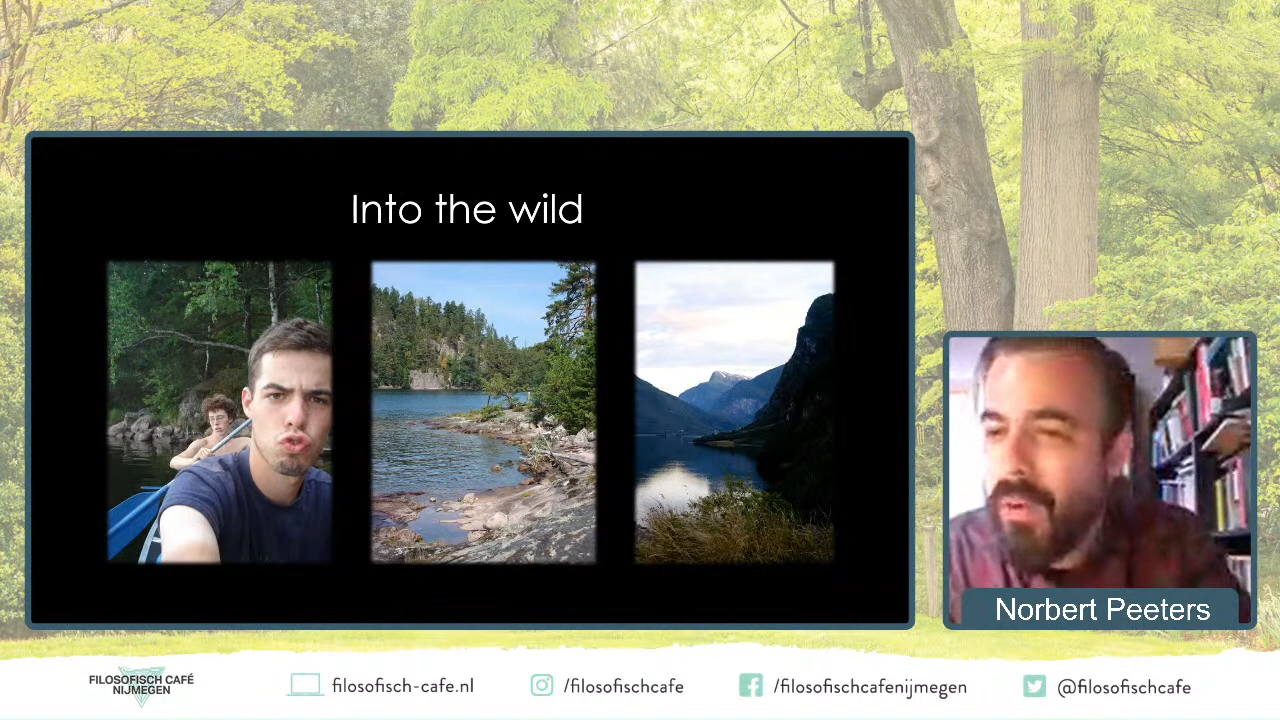 Into the wild
Norbert Peeters
FILOSOFISCH CAFÉ
NIJMEGEN
filosofisch-cafe.nl
/filosofischcafe
/filosofischcafenijmegen
@filosofischcafe